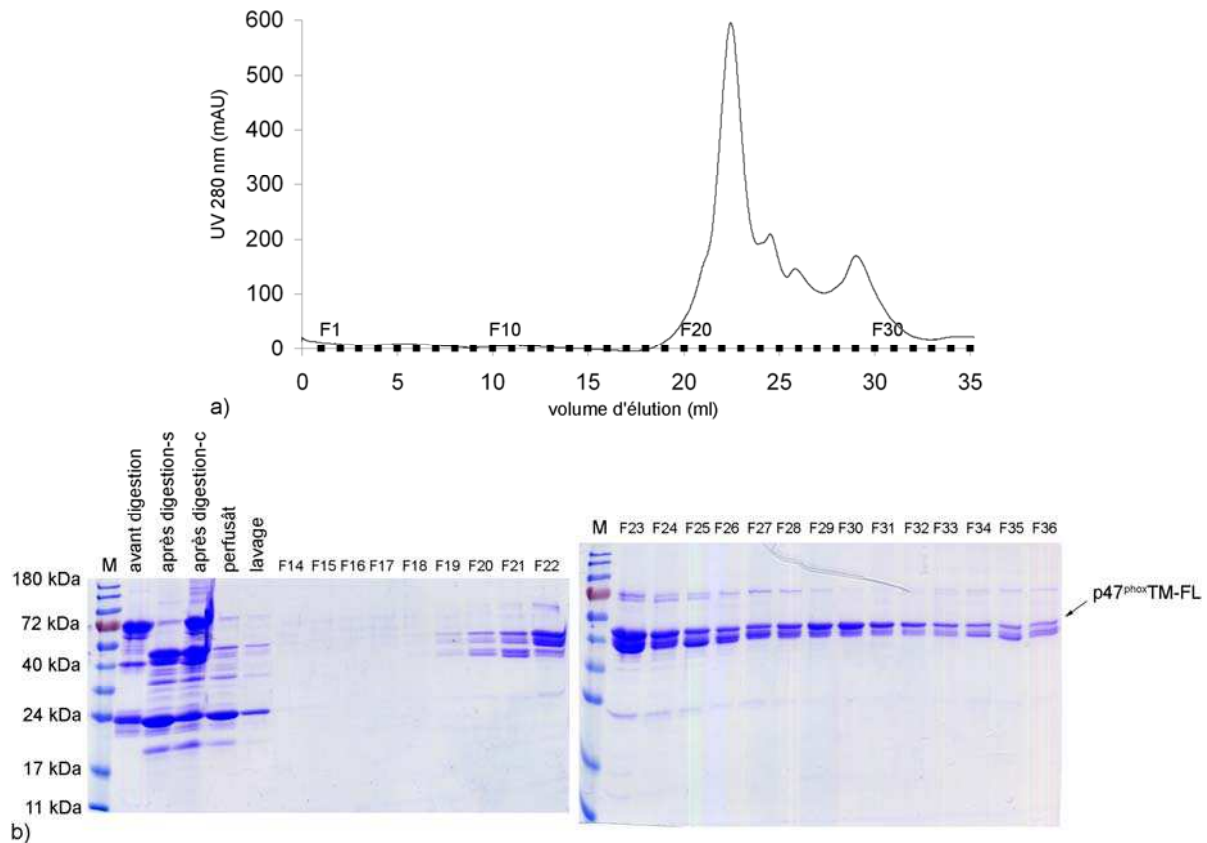 600
500
400
300
200
100
0
UV 280 nm (mAU)
F1 F10 F20 F30
0 5 10 15 20 25 30 35
volume d'élution (ml)
a)
M avant digestion après digestion-s après digestion-c perfusât lavage F14 F15 F16 F17 F18 F19 F20 F21 F22
180 kDa
72 kDa
40 kDa
24 kDa
17 kDa
11 kDa
M F23 F24 F25 F26 F27 F28 F29 F30 F31 F32 F33 F34 F35 F36
p47phoxTM-FL
b)